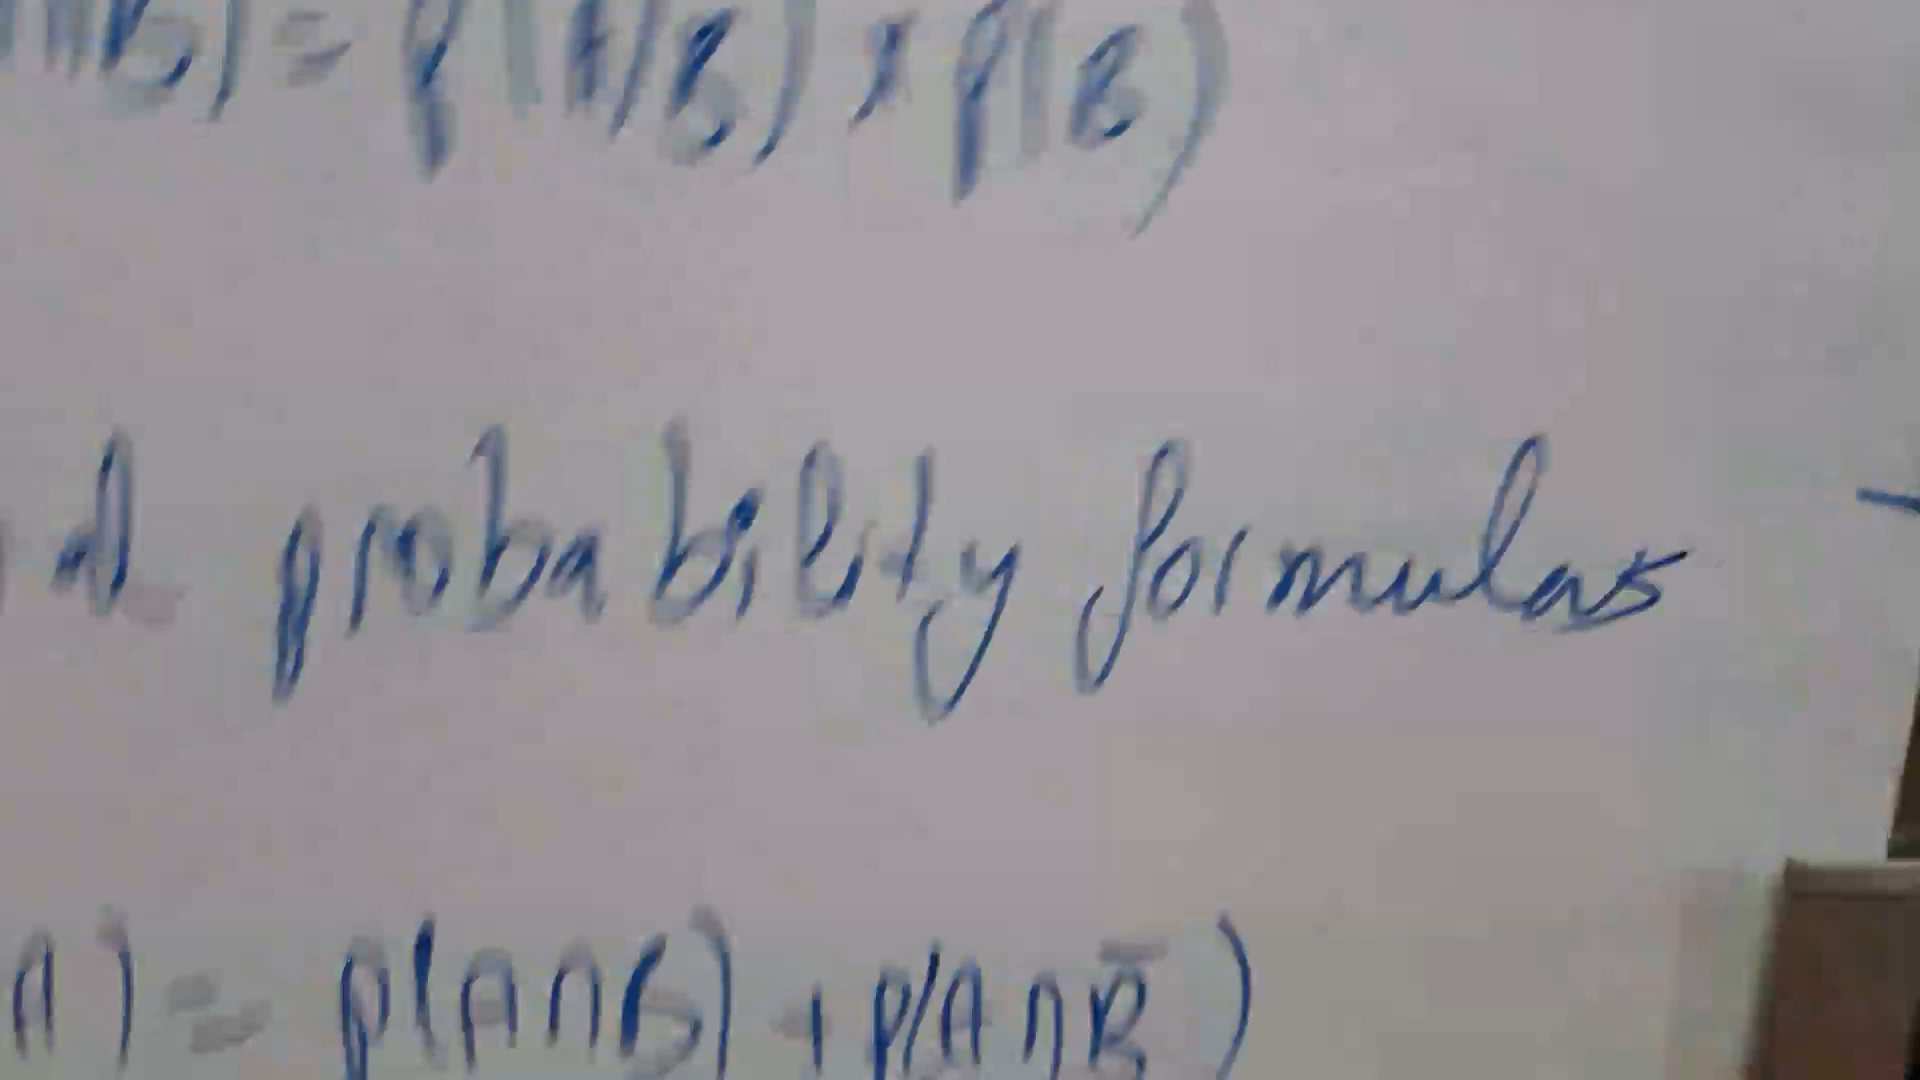 ∩B) = P(A/B) × P(B)
probability formulas
A) = P(A∩B) + P(A∩B̅)